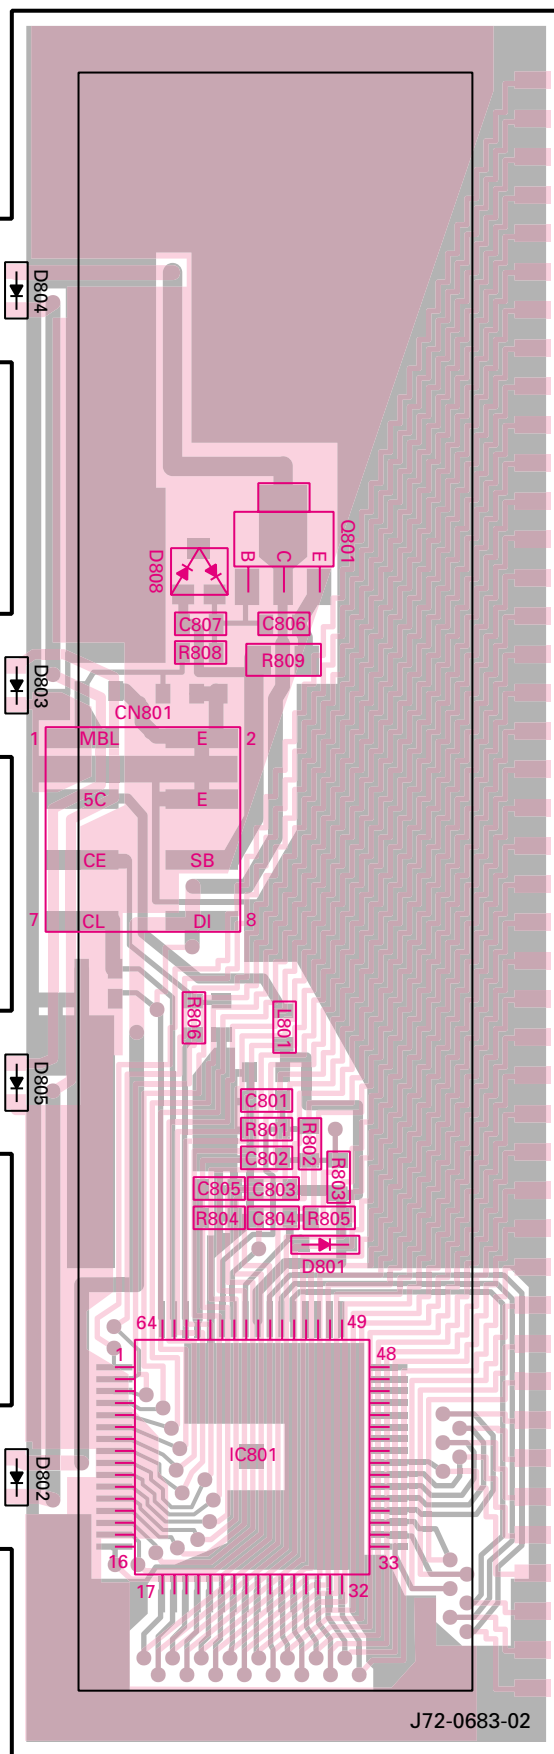 D804
Q801
B C E
D808
C807 C806
R808 R809
D803
CN801
1 MBL E 2
5C E
CE SB
7 CL DI 8
R806 L801
D805
C801
R801 R802
C802 R803
C805 C803
R804 C804 R805
D801
64 49
1 48
IC801
D802
16 33
17 32
J72-0683-02